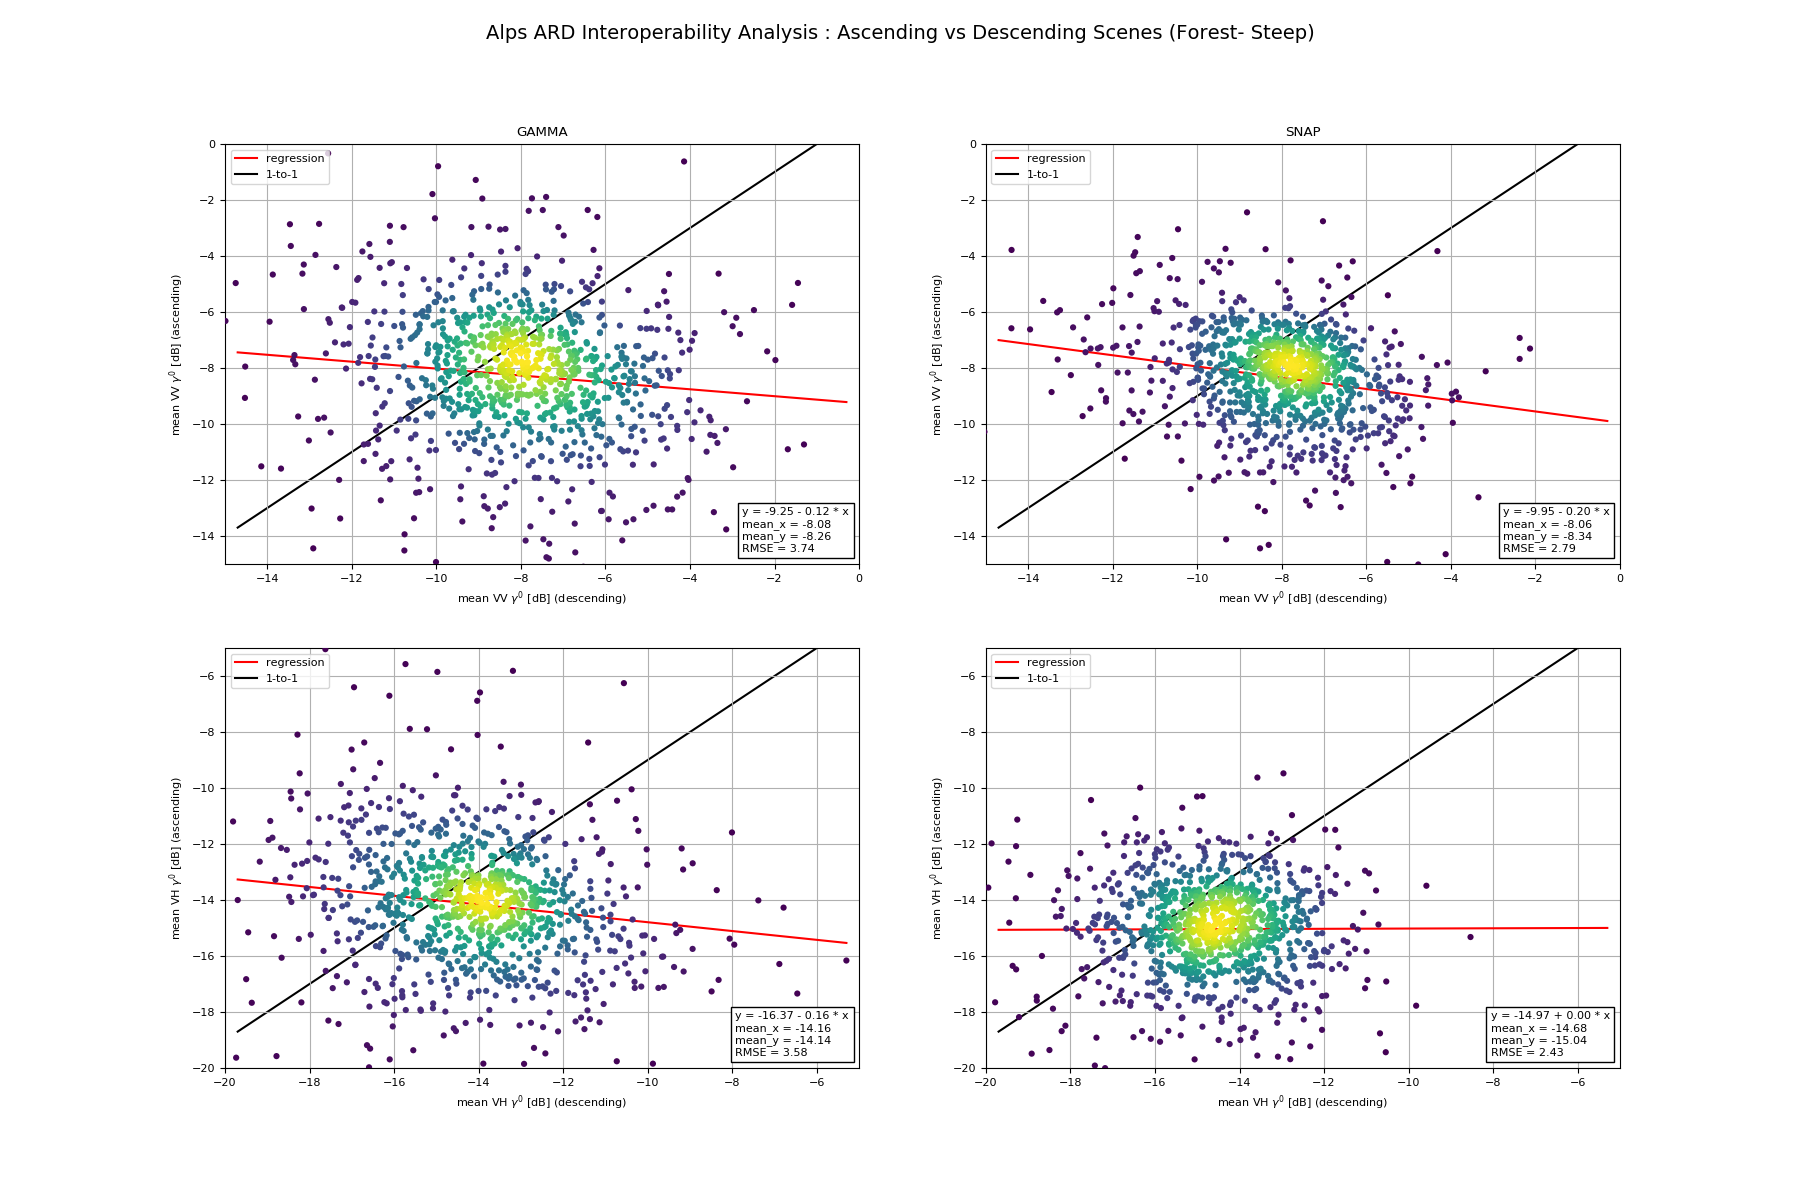 Alps ARD Interoperability Analysis : Ascending vs Descending Scenes (Forest- Steep)
GAMMA
regression
1-to-1
0
−2
−4
−6
−8
−10
−12
−14
mean VV γ⁰ [dB] (ascending)
y = -9.25 - 0.12 * x
mean_x = -8.08
mean_y = -8.26
RMSE = 3.74
−14 −12 −10 −8 −6 −4 −2 0
mean VV γ⁰ [dB] (descending)
SNAP
regression
1-to-1
0
−2
−4
−6
−8
−10
−12
−14
mean VV γ⁰ [dB] (ascending)
y = -9.95 - 0.20 * x
mean_x = -8.06
mean_y = -8.34
RMSE = 2.79
−14 −12 −10 −8 −6 −4 −2 0
mean VV γ⁰ [dB] (descending)
regression
1-to-1
−6
−8
−10
−12
−14
−16
−18
−20
mean VH γ⁰ [dB] (ascending)
y = -16.37 - 0.16 * x
mean_x = -14.16
mean_y = -14.14
RMSE = 3.58
−20 −18 −16 −14 −12 −10 −8 −6
mean VH γ⁰ [dB] (descending)
regression
1-to-1
−6
−8
−10
−12
−14
−16
−18
−20
mean VH γ⁰ [dB] (ascending)
y = -14.97 + 0.00 * x
mean_x = -14.68
mean_y = -15.04
RMSE = 2.43
−20 −18 −16 −14 −12 −10 −8 −6
mean VH γ⁰ [dB] (descending)